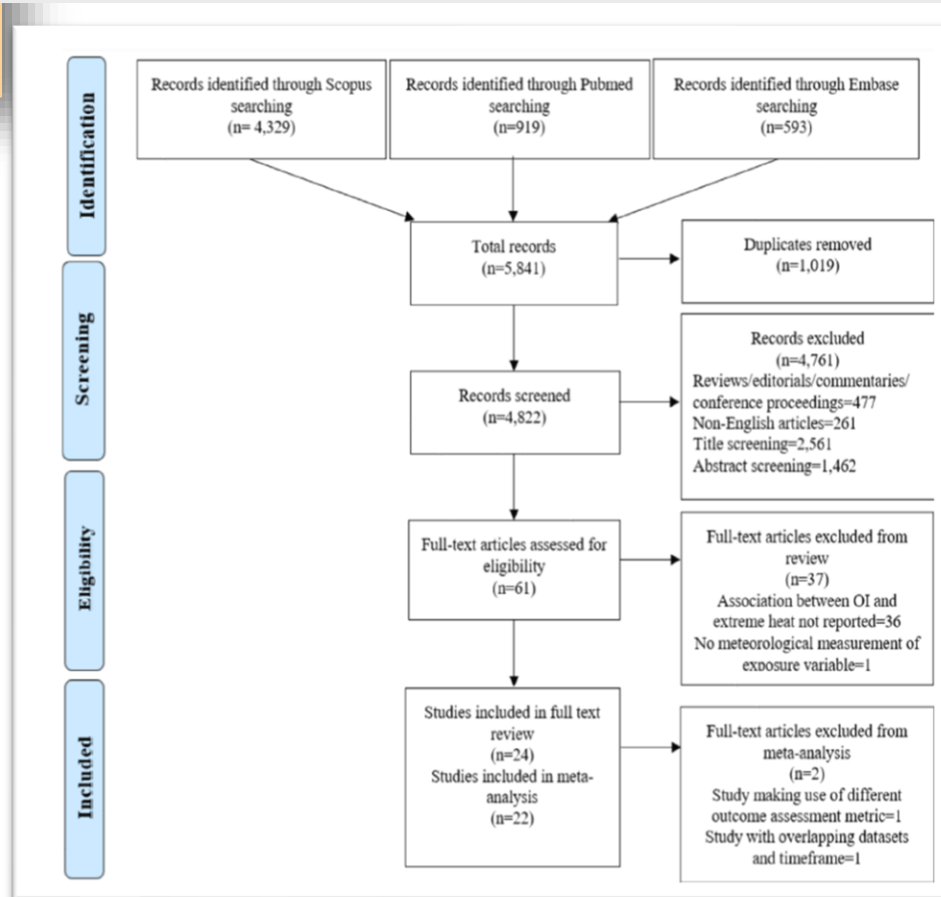 Identification
Records identified through Scopus
searching
(n= 4,329)
Records identified through Pubmed
searching
(n=919)
Records identified through Embase
searching
(n=593)
Total records
(n=5,841)
Duplicates removed
(n=1,019)
Screening
Records screened
(n=4,822)
Records excluded
(n=4,761)
Reviews/editorials/commentaries/
conference proceedings=477
Non-English articles=261
Title screening=2,561
Abstract screening=1,462
Eligibility
Full-text articles assessed for
eligibility
(n=61)
Full-text articles excluded from
review
(n=37)
Association between OI and
extreme heat not reported=36
No meteorological measurement of
exposure variable=1
Included
Studies included in full text
review
(n=24)
Studies included in meta-
analysis
(n=22)
Full-text articles excluded from
meta-analysis
(n=2)
Study making use of different
outcome assessment metric=1
Study with overlapping datasets
and timeframe=1